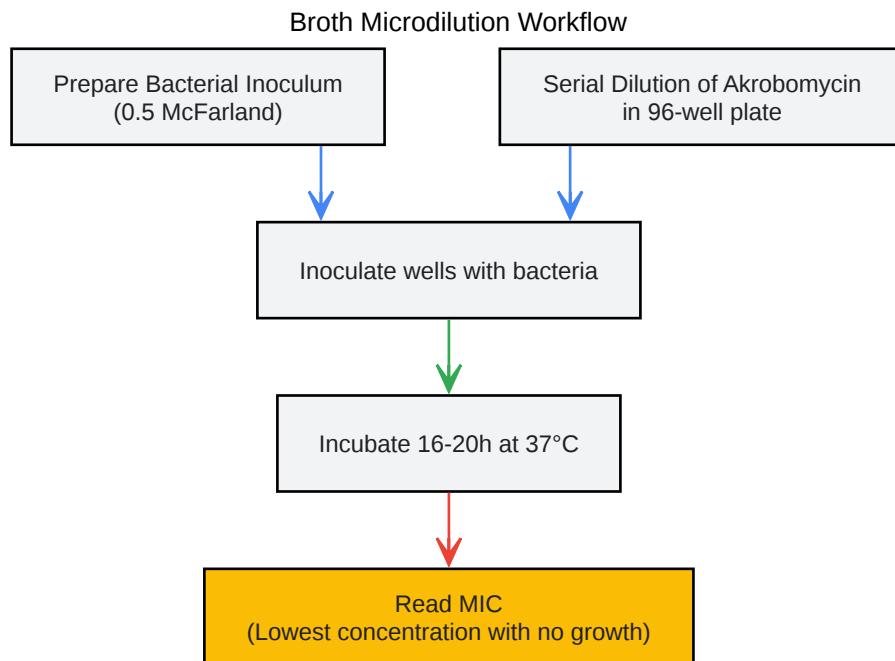 Broth Microdilution Workflow
Prepare Bacterial Inoculum
(0.5 McFarland)
Serial Dilution of Akrobomycin
in 96-well plate
Inoculate wells with bacteria
Incubate 16-20h at 37°C
Read MIC
(Lowest concentration with no growth)